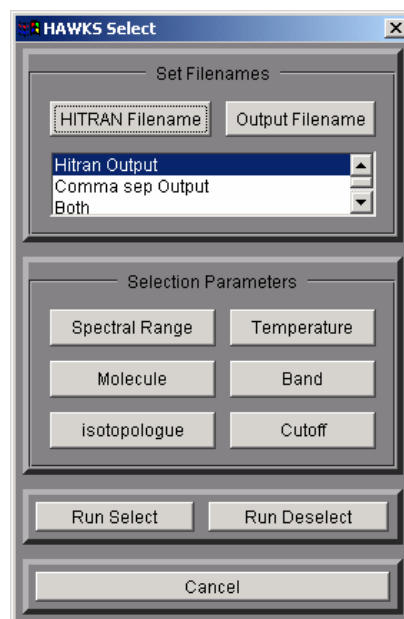 HAWKS Select
Set Filenames
HITRAN Filename Output Filename
Hitran Output
Comma sep Output
Both
Selection Parameters
Spectral Range Temperature
Molecule Band
isotopologue Cutoff
Run Select Run Deselect
Cancel